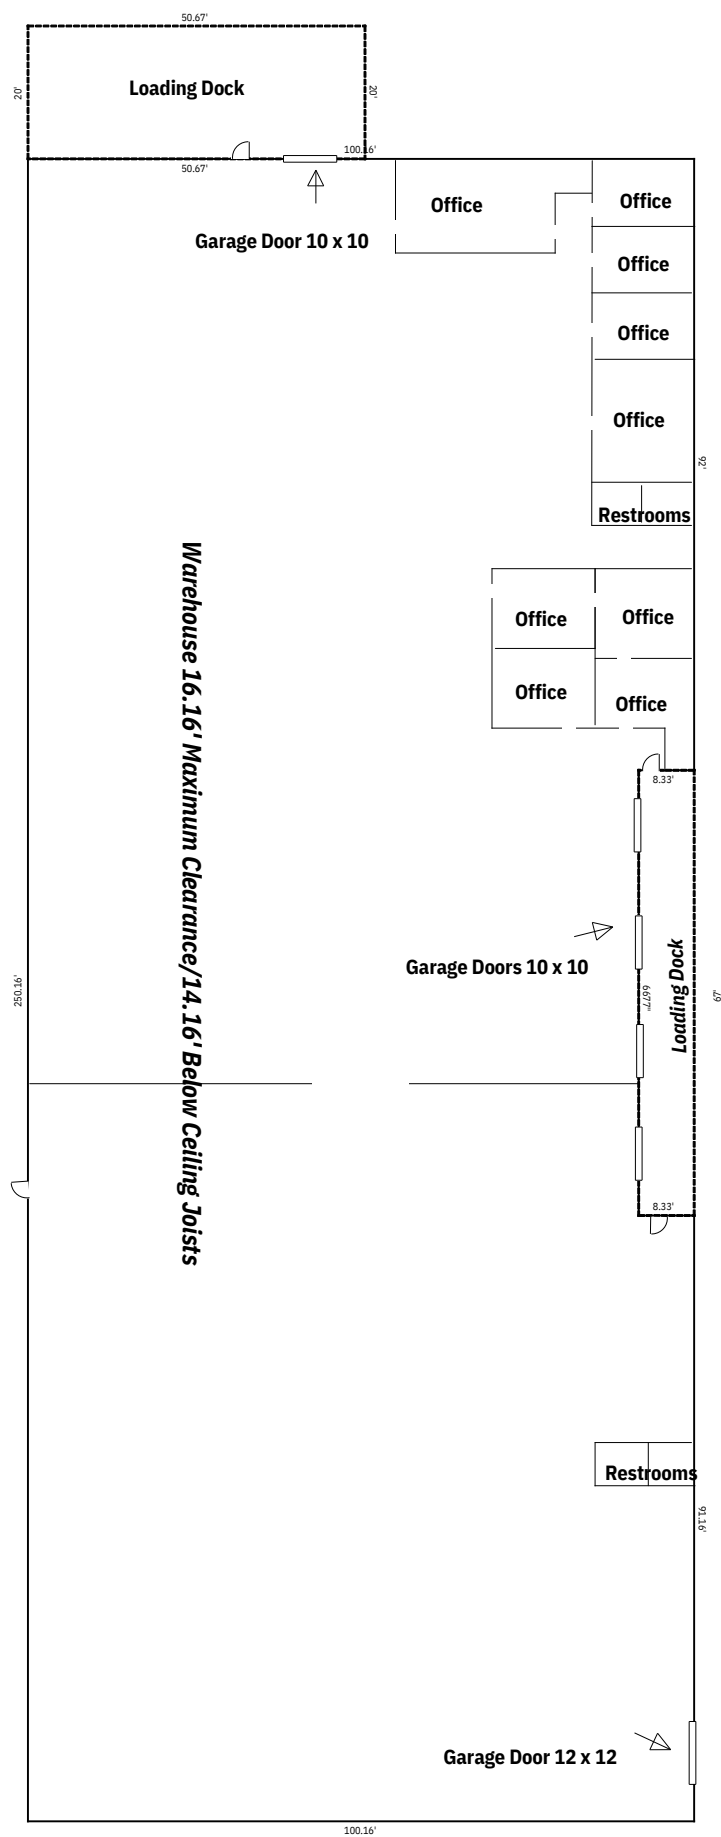 50.67'
20'
Loading Dock
20'
100.16'
50.67'
Office
Office
Garage Door 10 x 10
Office
Office
Office
92'
Restrooms
Warehouse 16.16' Maximum Clearance/14.16' Below Ceiling Joists
Office
Office
Office
Office
8.33'
Garage Doors 10 x 10
Loading Dock
250.16'
67'
8.33'
Restrooms
91.16'
Garage Door 12 x 12
100.16'